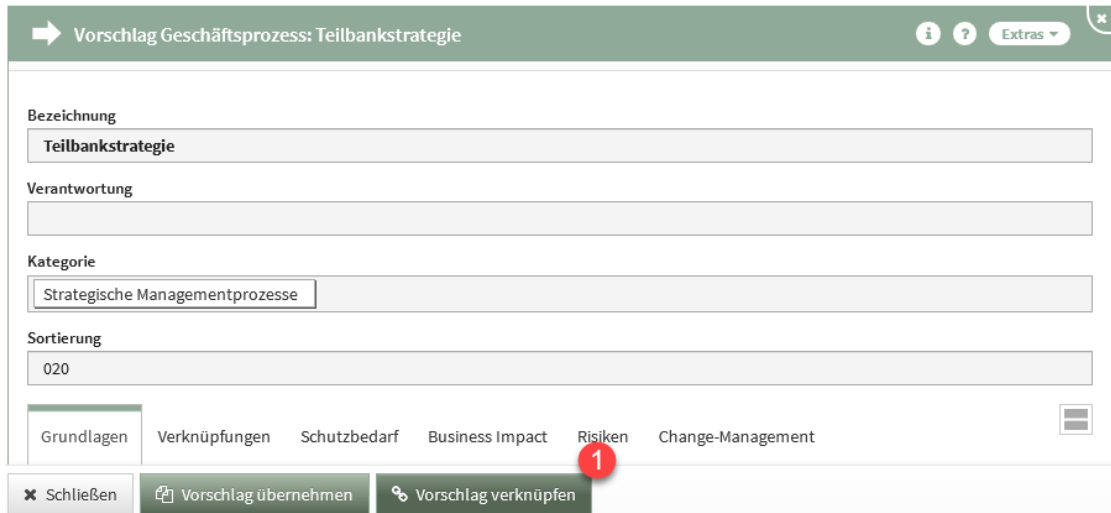 Vorschlag Geschäftsprozess: Teilbankstrategie i ? Extras x
Bezeichnung
Teilbankstrategie
Verantwortung
Kategorie
Strategische Managementprozesse
Sortierung
020
Grundlagen Verknüpfungen Schutzbedarf Business Impact Risiken Change-Management
1
Schließen Vorschlag übernehmen Vorschlag verknüpfen